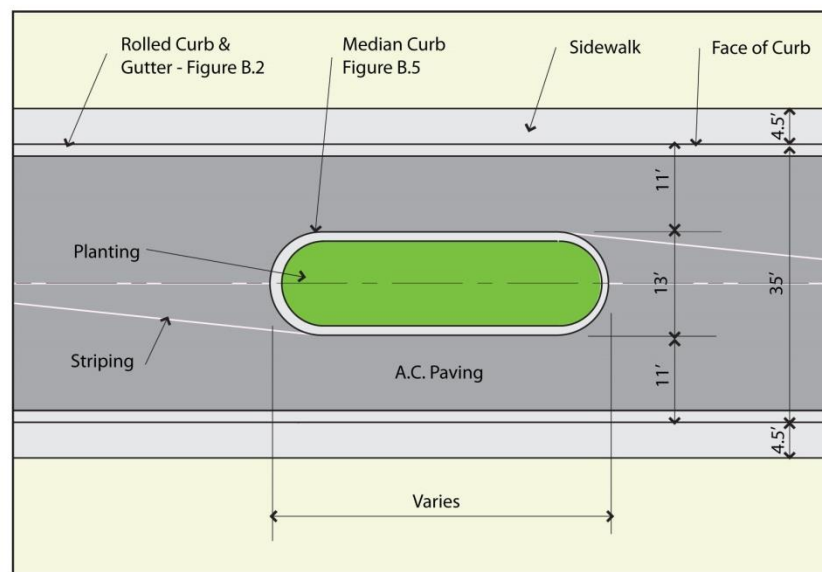 Rolled Curb &
Gutter - Figure B.2
Median Curb
Figure B.5
Sidewalk
Face of Curb
4.5’
11’
Planting
13’
35’
Striping
A.C. Paving
11’
4.5’
Varies